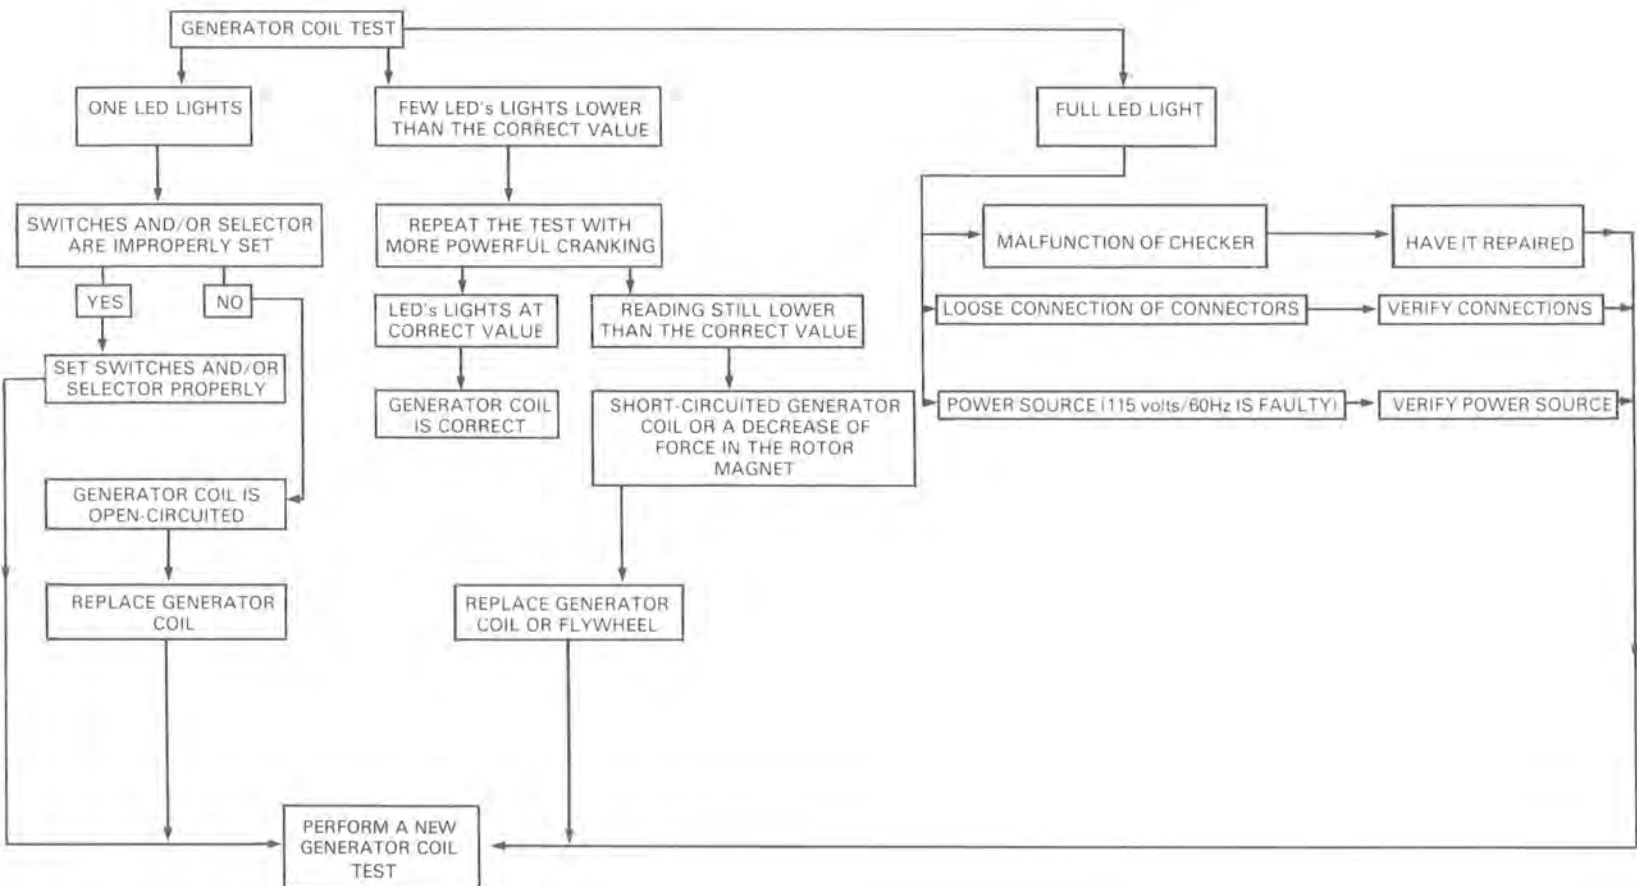 GENERATOR COIL TEST
ONE LED LIGHTS
FEW LED's LIGHTS LOWER
THAN THE CORRECT VALUE
FULL LED LIGHT
SWITCHES AND/OR SELECTOR
ARE IMPROPERLY SET
REPEAT THE TEST WITH
MORE POWERFUL CRANKING
MALFUNCTION OF CHECKER
HAVE IT REPAIRED
YES
NO
LED's LIGHTS AT
CORRECT VALUE
READING STILL LOWER
THAN THE CORRECT VALUE
LOOSE CONNECTION OF CONNECTORS
VERIFY CONNECTIONS
SET SWITCHES AND/OR
SELECTOR PROPERLY
GENERATOR COIL
IS CORRECT
SHORT-CIRCUITED GENERATOR
COIL OR A DECREASE OF
FORCE IN THE ROTOR
MAGNET
POWER SOURCE (115 volts/60Hz IS FAULTY)
VERIFY POWER SOURCE
GENERATOR COIL IS
OPEN-CIRCUITED
REPLACE GENERATOR
COIL
REPLACE GENERATOR
COIL OR FLYWHEEL
PERFORM A NEW
GENERATOR COIL
TEST